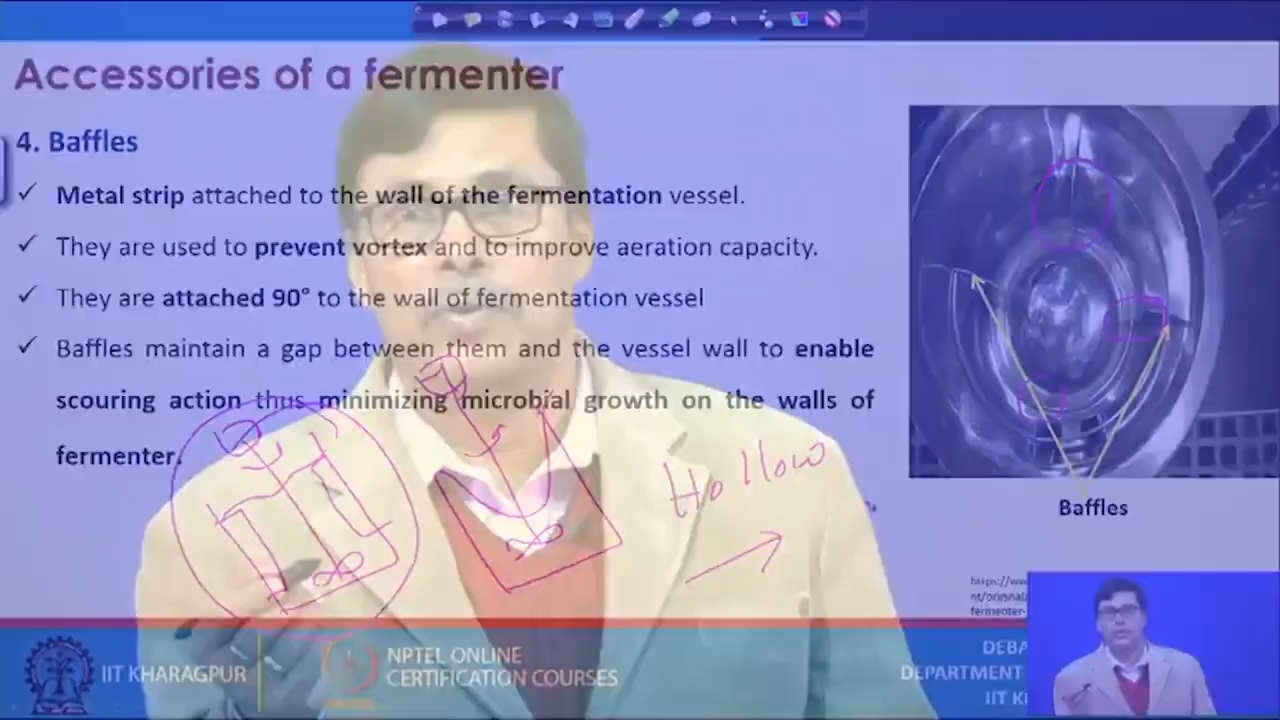 Accessories of a fermenter
4. Baffles
✓ Metal strip attached to the wall of the fermentation vessel.
✓ They are used to prevent vortex and to improve aeration capacity.
✓ They are attached 90° to the wall of fermentation vessel
✓ Baffles maintain a gap between them and the vessel wall to enable
scouring action thus minimizing microbial growth on the walls of
fermenter.
Hollow
Baffles
fermenter-
IIT KHARAGPUR
NPTEL ONLINE
CERTIFICATION COURSES
DEPARTMENT